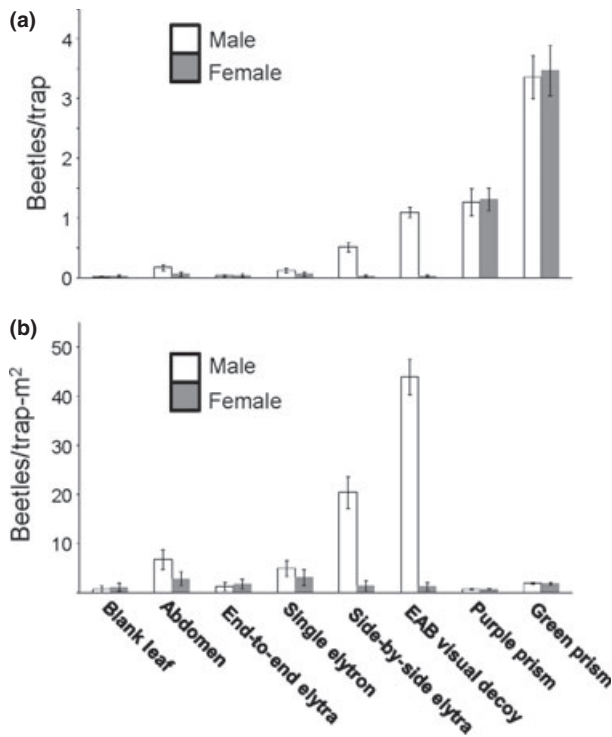 (a)
Male
Female
Beetles/trap
4
3
2
1
0
(b)
Male
Female
Beetles/trap-m²
50
40
30
20
10
Blank leaf
Abdomen
End-to-end elytra
Single elytron
Side-by-side elytra
EAB visual decoy
Purple prism
Green prism